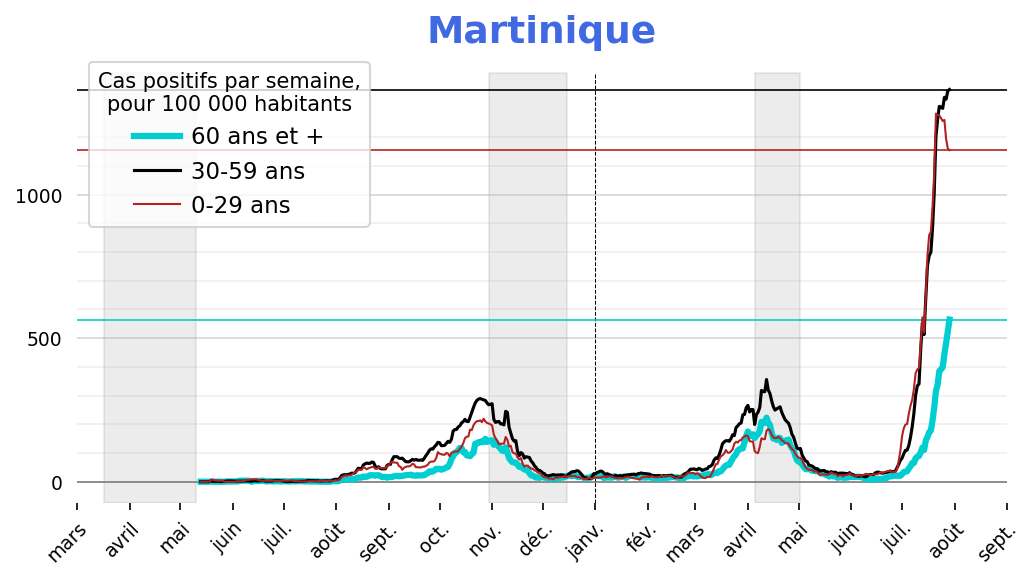 Martinique
Cas positifs par semaine,
pour 100 000 habitants
60 ans et +
30-59 ans
0-29 ans
1000
500
0
mars avril mai juin juil. août sept. oct. nov. déc. janv. fév. mars avril mai juin juil. août sept.